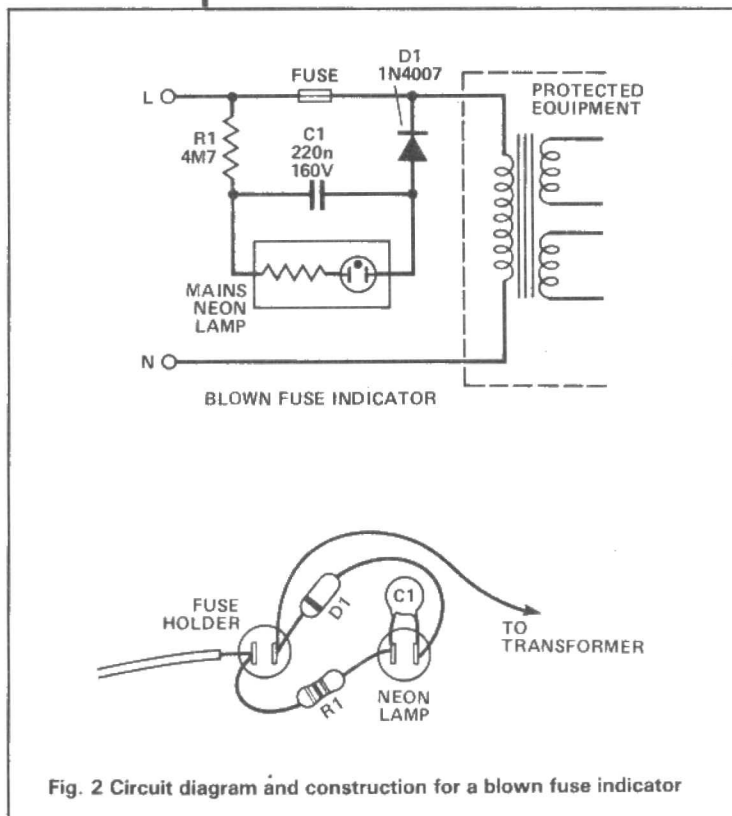 D1
1N4007
FUSE
PROTECTED
EQUIPMENT
L
R1
4M7
C1
220n
160V
MAINS
NEON
LAMP
N
BLOWN FUSE INDICATOR
FUSE
HOLDER
D1
C1
TO
TRANSFORMER
R1
NEON
LAMP
Fig. 2 Circuit diagram and construction for a blown fuse indicator